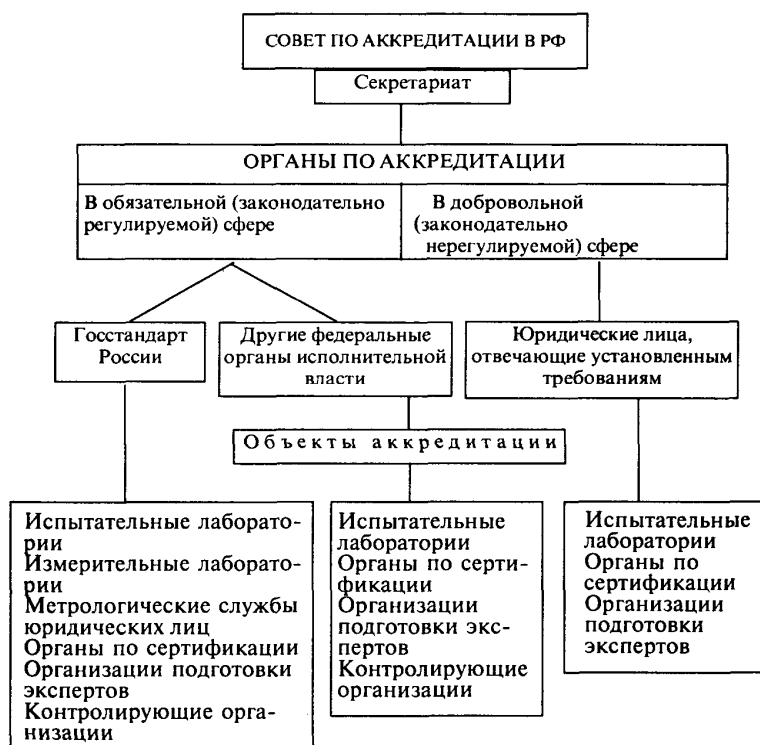 СОВЕТ ПО АККРЕДИТАЦИИ В РФ
Секретариат
ОРГАНЫ ПО АККРЕДИТАЦИИ
В обязательной (законодательно
регулируемой) сфере
В добровольной
(законодательно
нерегулируемой) сфере
Госстандарт
России
Другие федеральные
органы исполнительной
власти
Юридические лица,
отвечающие установленным
требованиям
Объекты аккредитации
Испытательные лаборато-
рии
Измерительные лаборато-
рии
Метрологические службы
юридических лиц
Органы по сертификации
Организации подготовки
экспертов
Контролирующие орга-
низации
Испытательные
лаборатории
Органы по серти-
фикации
Организации
подготовки экс-
пертов
Контролирующие
организации
Испытательные
лаборатории
Органы по
сертификации
Организации
подготовки
экспертов